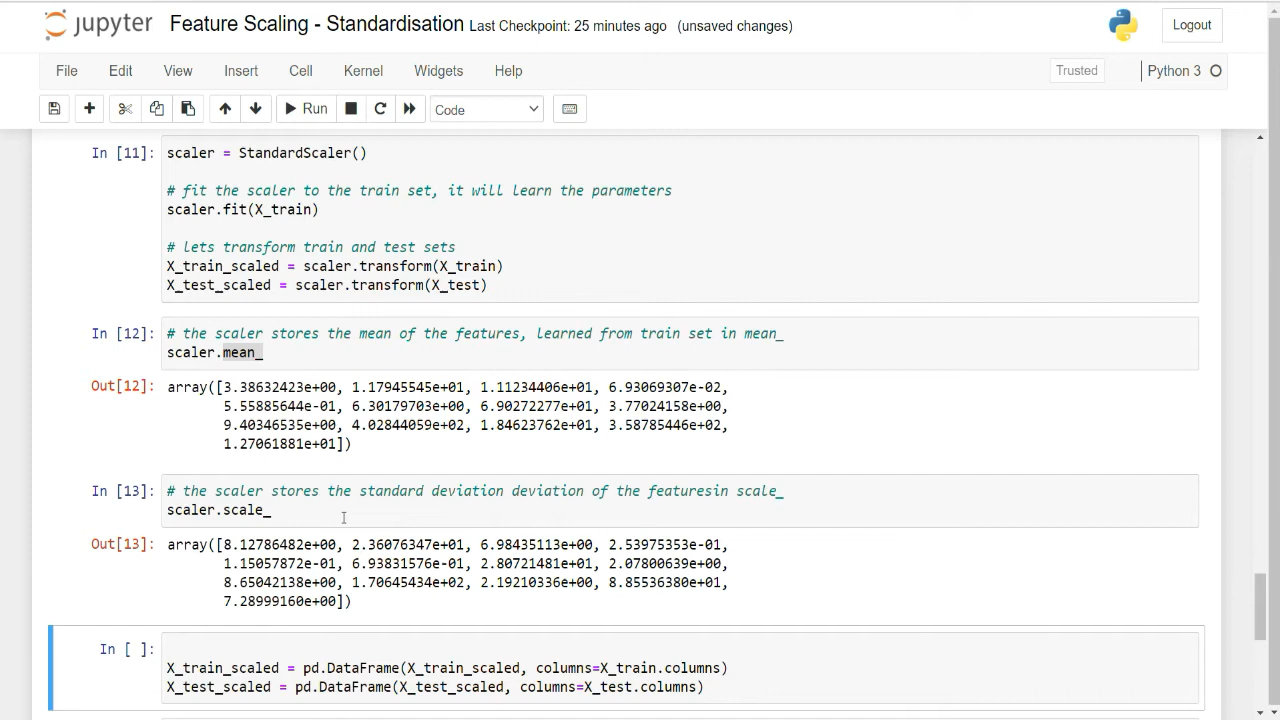 jupyter Feature Scaling - Standardisation Last Checkpoint: 25 minutes ago (unsaved changes) Logout
File Edit View Insert Cell Kernel Widgets Help Trusted Python 3
Run Code
In [11]: scaler = StandardScaler()
# fit the scaler to the train set, it will learn the parameters
scaler.fit(X_train)
# lets transform train and test sets
X_train_scaled = scaler.transform(X_train)
X_test_scaled = scaler.transform(X_test)
In [12]: # the scaler stores the mean of the features, learned from train set in mean_
scaler.mean_
Out[12]: array([3.38632423e+00, 1.17945545e+01, 1.11234406e+01, 6.93069307e-02,
5.55885644e-01, 6.30179703e+00, 6.90272277e+01, 3.77024158e+00,
9.40346535e+00, 4.02844059e+02, 1.84623762e+01, 3.58785446e+02,
1.27061881e+01])
In [13]: # the scaler stores the standard deviation deviation of the featuresin scale_
scaler.scale_
Out[13]: array([8.12786482e+00, 2.36076347e+01, 6.98435113e+00, 2.53975353e-01,
1.15057872e-01, 6.93831576e-01, 2.80721481e+01, 2.07800639e+00,
8.65042138e+00, 1.70645434e+02, 2.19210336e+00, 8.85536380e+01,
7.28999160e+00])
In [ ]:
X_train_scaled = pd.DataFrame(X_train_scaled, columns=X_train.columns)
X_test_scaled = pd.DataFrame(X_test_scaled, columns=X_test.columns)